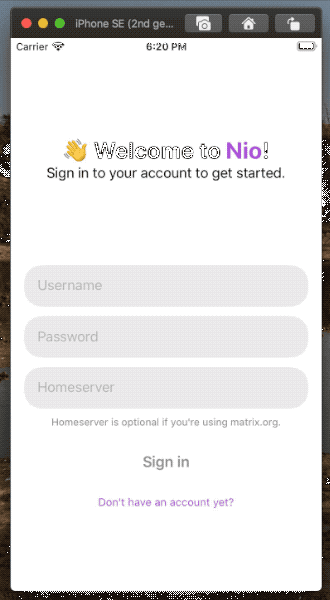 iPhone SE (2nd ge...
Carrier 6:20 PM
👋 Welcome to Nio!
Sign in to your account to get started.
Username
Password
Homeserver
Homeserver is optional if you're using matrix.org.
Sign in
Don't have an account yet?